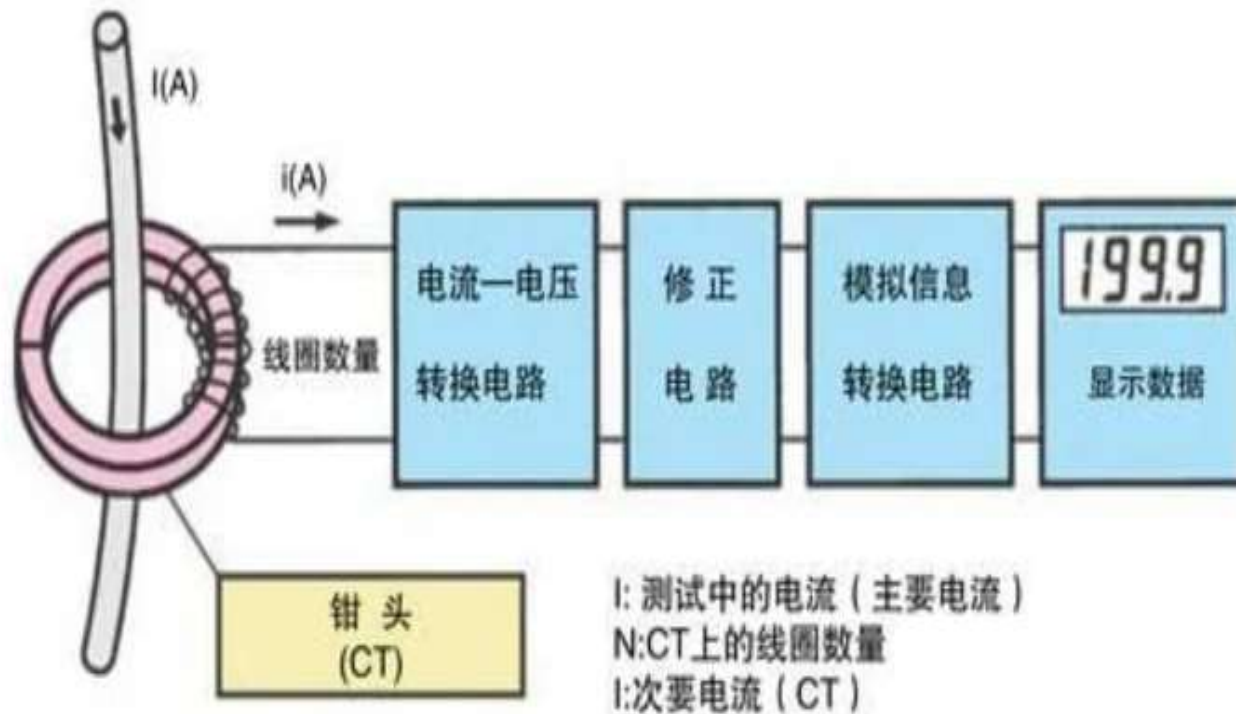 I(A)
i(A)
线圈数量
电流—电压
转换电路
修 正
电 路
模拟信息
转换电路
199.9
显示数据
钳 头
(CT)
I: 测试中的电流 ( 主要电流 )
N:CT上的线圈数量
I:次要电流 ( CT )